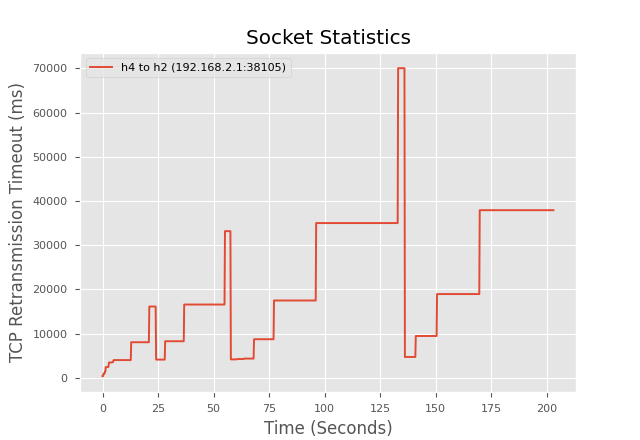 Socket Statistics
h4 to h2 (192.168.2.1:38105)
TCP Retransmission Timeout (ms)
70000
60000
50000
40000
30000
20000
10000
0
0 25 50 75 100 125 150 175 200
Time (Seconds)